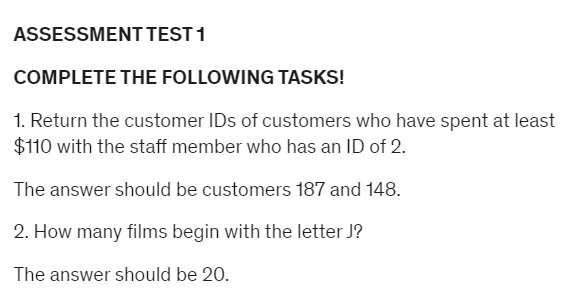 ASSESSMENT TEST 1
COMPLETE THE FOLLOWING TASKS!
1. Return the customer IDs of customers who have spent at least
$110 with the staff member who has an ID of 2.
The answer should be customers 187 and 148.
2. How many films begin with the letter J?
The answer should be 20.